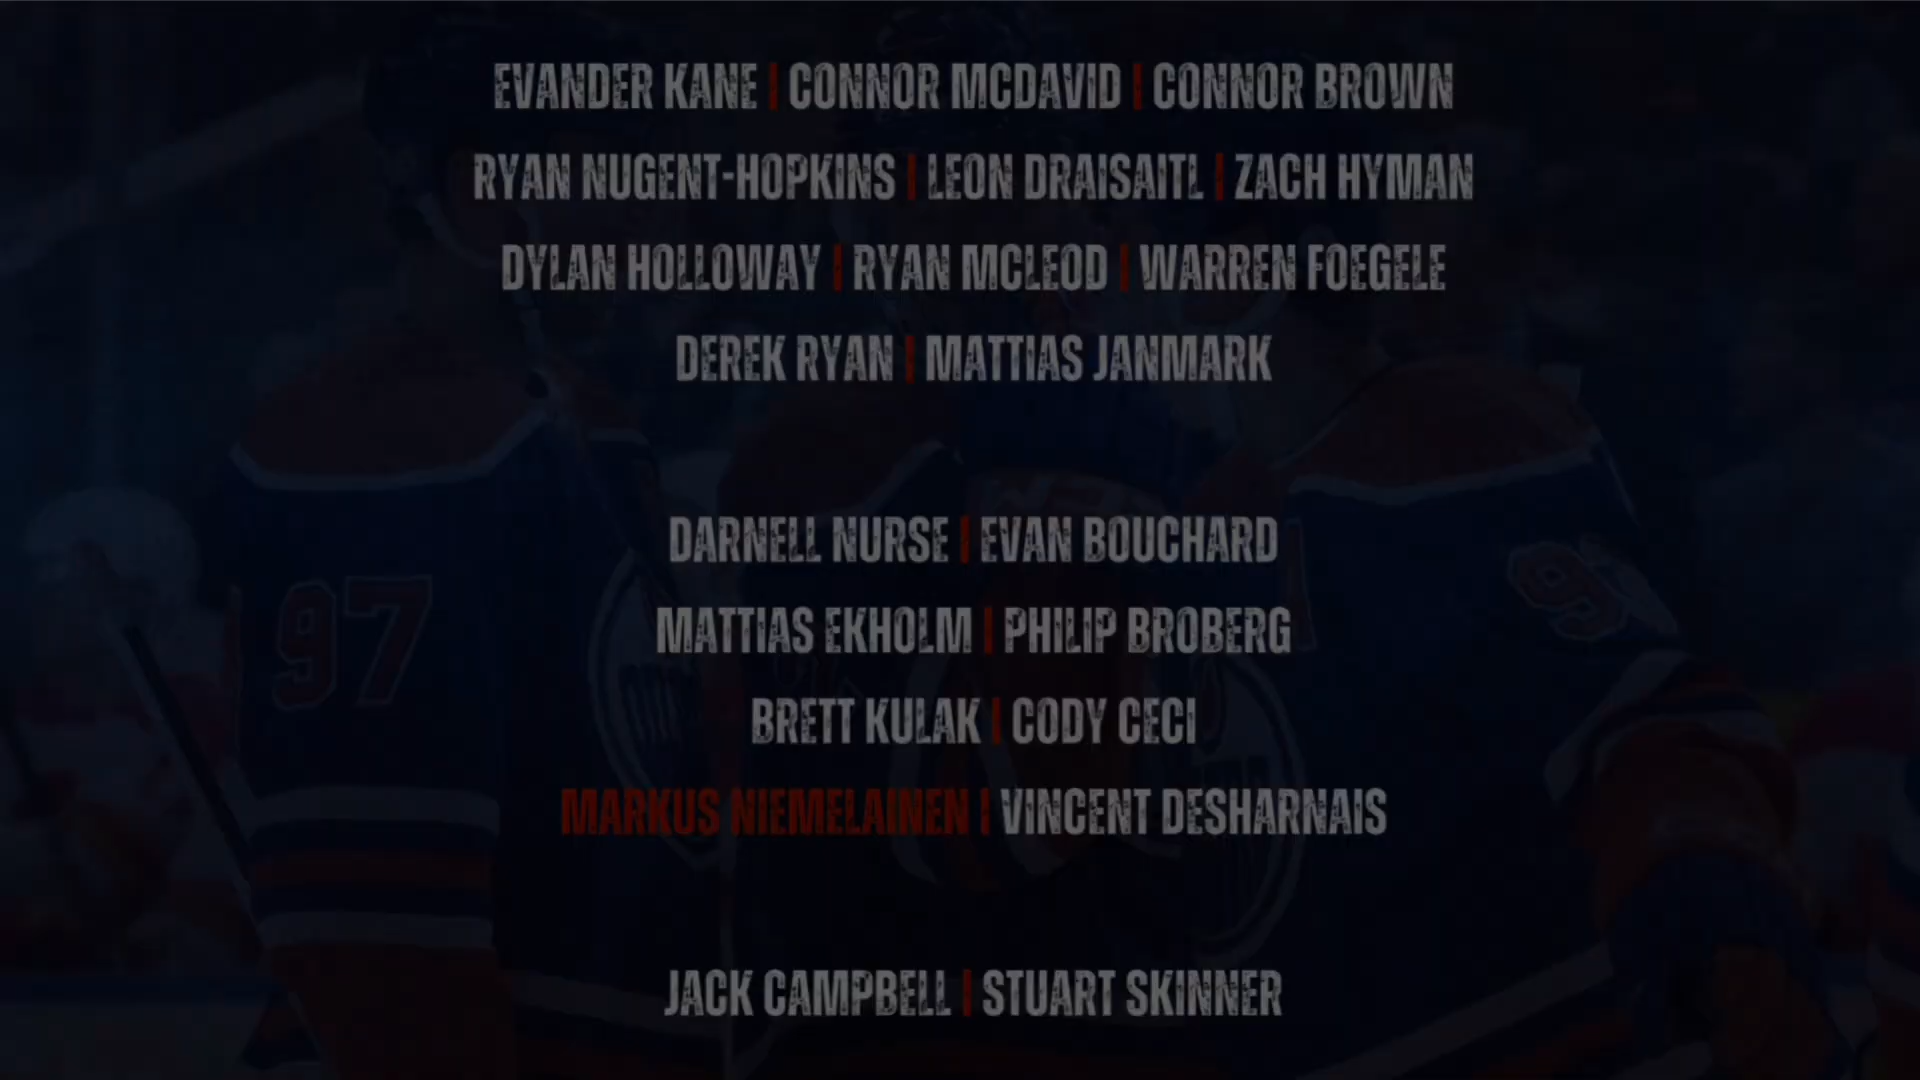 EVANDER KANE | CONNOR MCDAVID | CONNOR BROWN
RYAN NUGENT-HOPKINS | LEON DRAISAITL | ZACH HYMAN
DYLAN HOLLOWAY | RYAN MCLEOD | WARREN FOEGELE
DEREK RYAN | MATTIAS JANMARK
DARNELL NURSE | EVAN BOUCHARD
MATTIAS EKHOLM | PHILIP BROBERG
97
BRETT KULAK | CODY CECI
MARKUS NIEMELAINEN | VINCENT DESHARNAIS
JACK CAMPBELL | STUART SKINNER